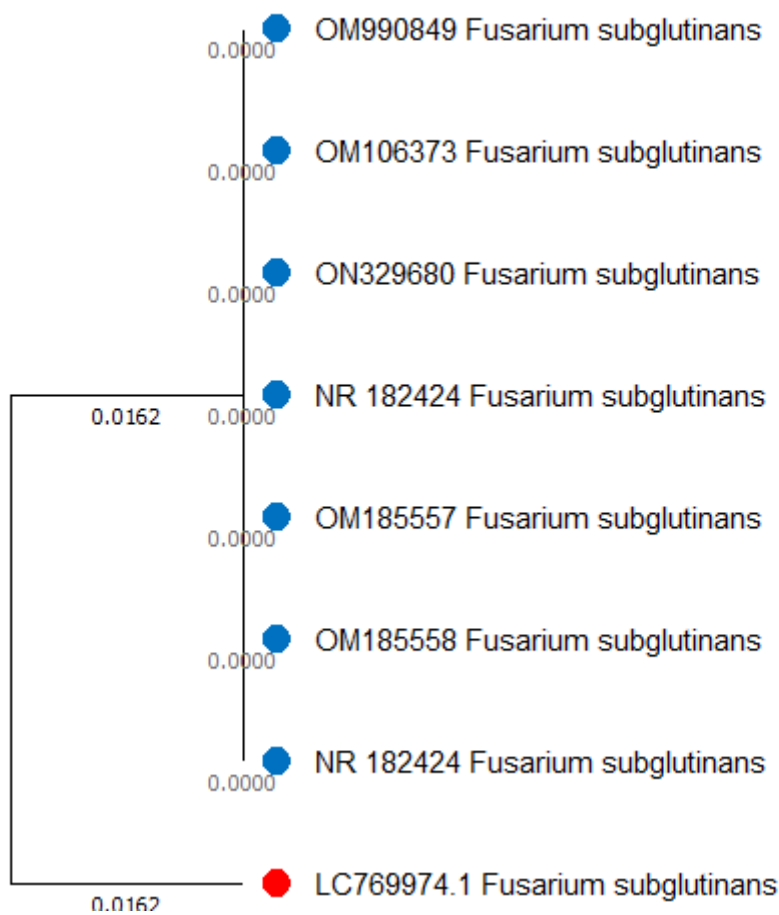 OM990849 Fusarium subglutinans
0.0000
OM106373 Fusarium subglutinans
0.0000
ON329680 Fusarium subglutinans
0.0000
NR 182424 Fusarium subglutinans
0.0162
0.0000
OM185557 Fusarium subglutinans
0.0000
OM185558 Fusarium subglutinans
0.0000
NR 182424 Fusarium subglutinans
0.0000
LC769974.1 Fusarium subglutinans
0.0162